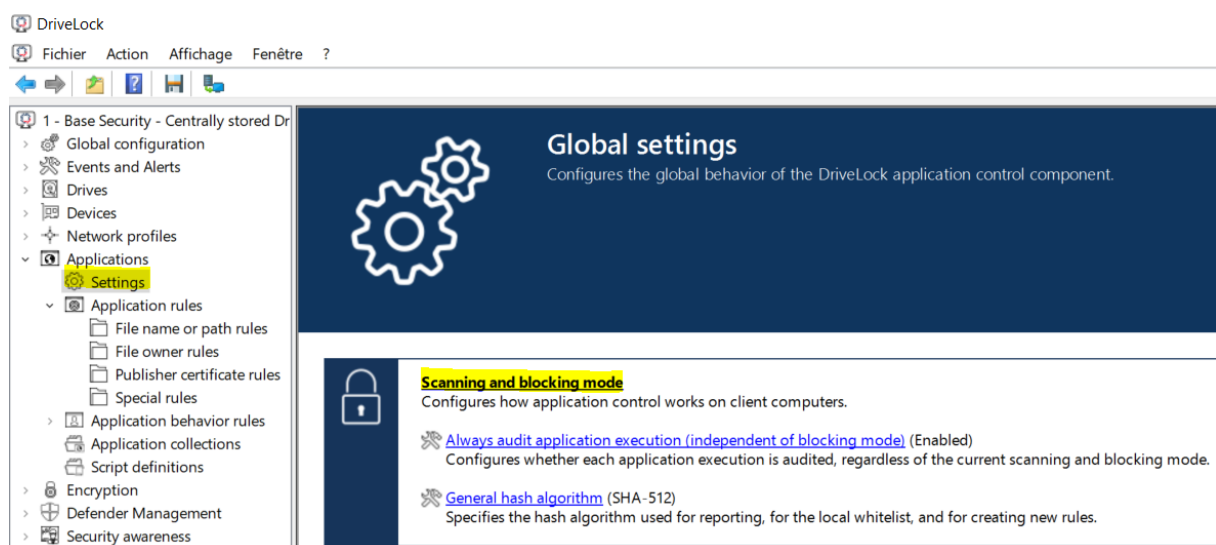 DriveLock
Fichier Action Affichage Fenêtre ?
1 - Base Security - Centrally stored Dr
Global configuration
Events and Alerts
Drives
Devices
Network profiles
Applications
Settings
Application rules
File name or path rules
File owner rules
Publisher certificate rules
Special rules
Application behavior rules
Application collections
Script definitions
Encryption
Defender Management
Security awareness
Global settings
Configures the global behavior of the DriveLock application control component.
Scanning and blocking mode
Configures how application control works on client computers.
Always audit application execution (independent of blocking mode) (Enabled)
Configures whether each application execution is audited, regardless of the current scanning and blocking mode.
General hash algorithm (SHA-512)
Specifies the hash algorithm used for reporting, for the local whitelist, and for creating new rules.